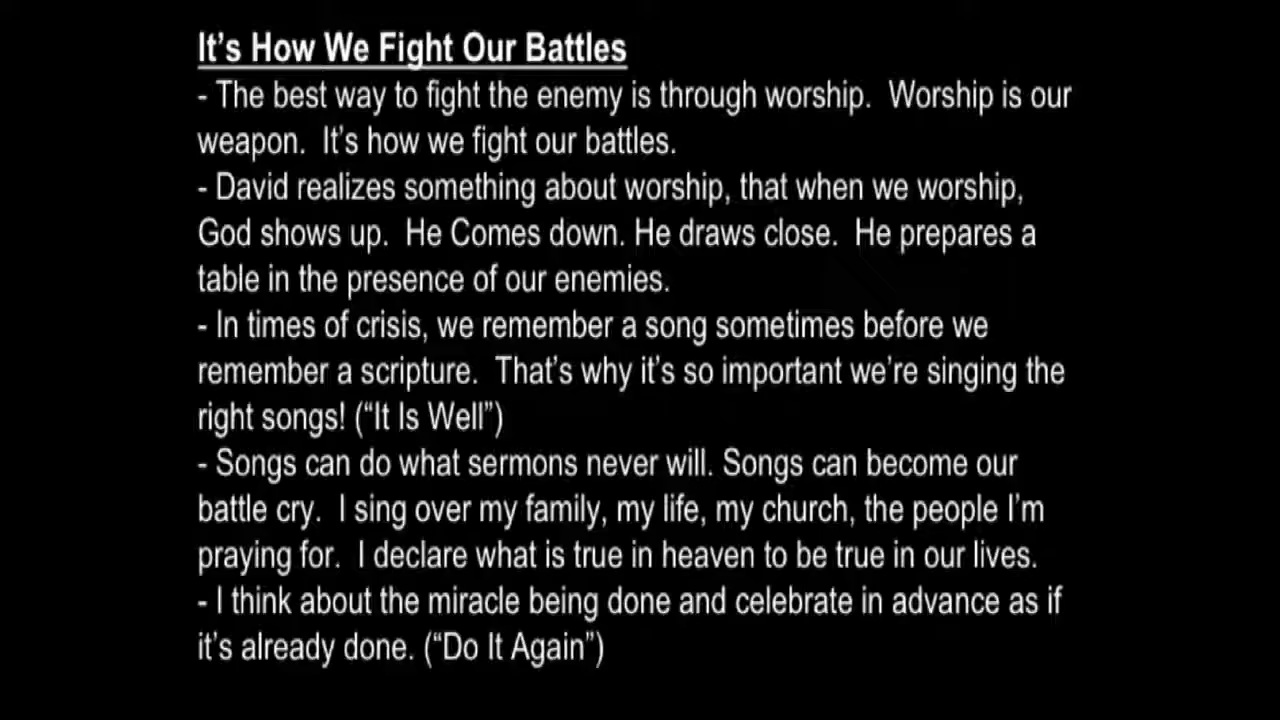 It’s How We Fight Our Battles
- The best way to fight the enemy is through worship.  Worship is our
weapon.  It’s how we fight our battles.
- David realizes something about worship, that when we worship,
God shows up.  He Comes down. He draws close.  He prepares a
table in the presence of our enemies.
- In times of crisis, we remember a song sometimes before we
remember a scripture.  That’s why it’s so important we’re singing the
right songs! (“It Is Well”)
- Songs can do what sermons never will. Songs can become our
battle cry.  I sing over my family, my life, my church, the people I’m
praying for.  I declare what is true in heaven to be true in our lives.
- I think about the miracle being done and celebrate in advance as if
it’s already done. (“Do It Again”)